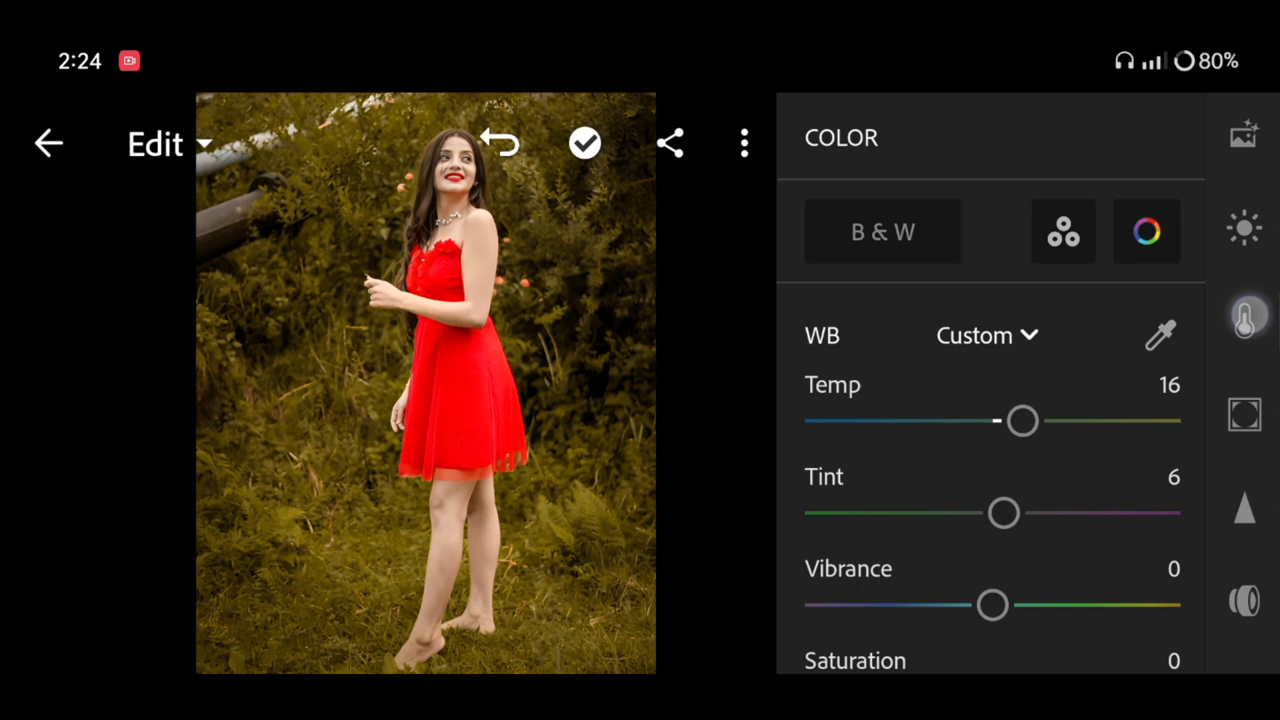 2:24
80%
Edit
COLOR
B & W
WB Custom
Temp 16
Tint 6
Vibrance 0
Saturation 0